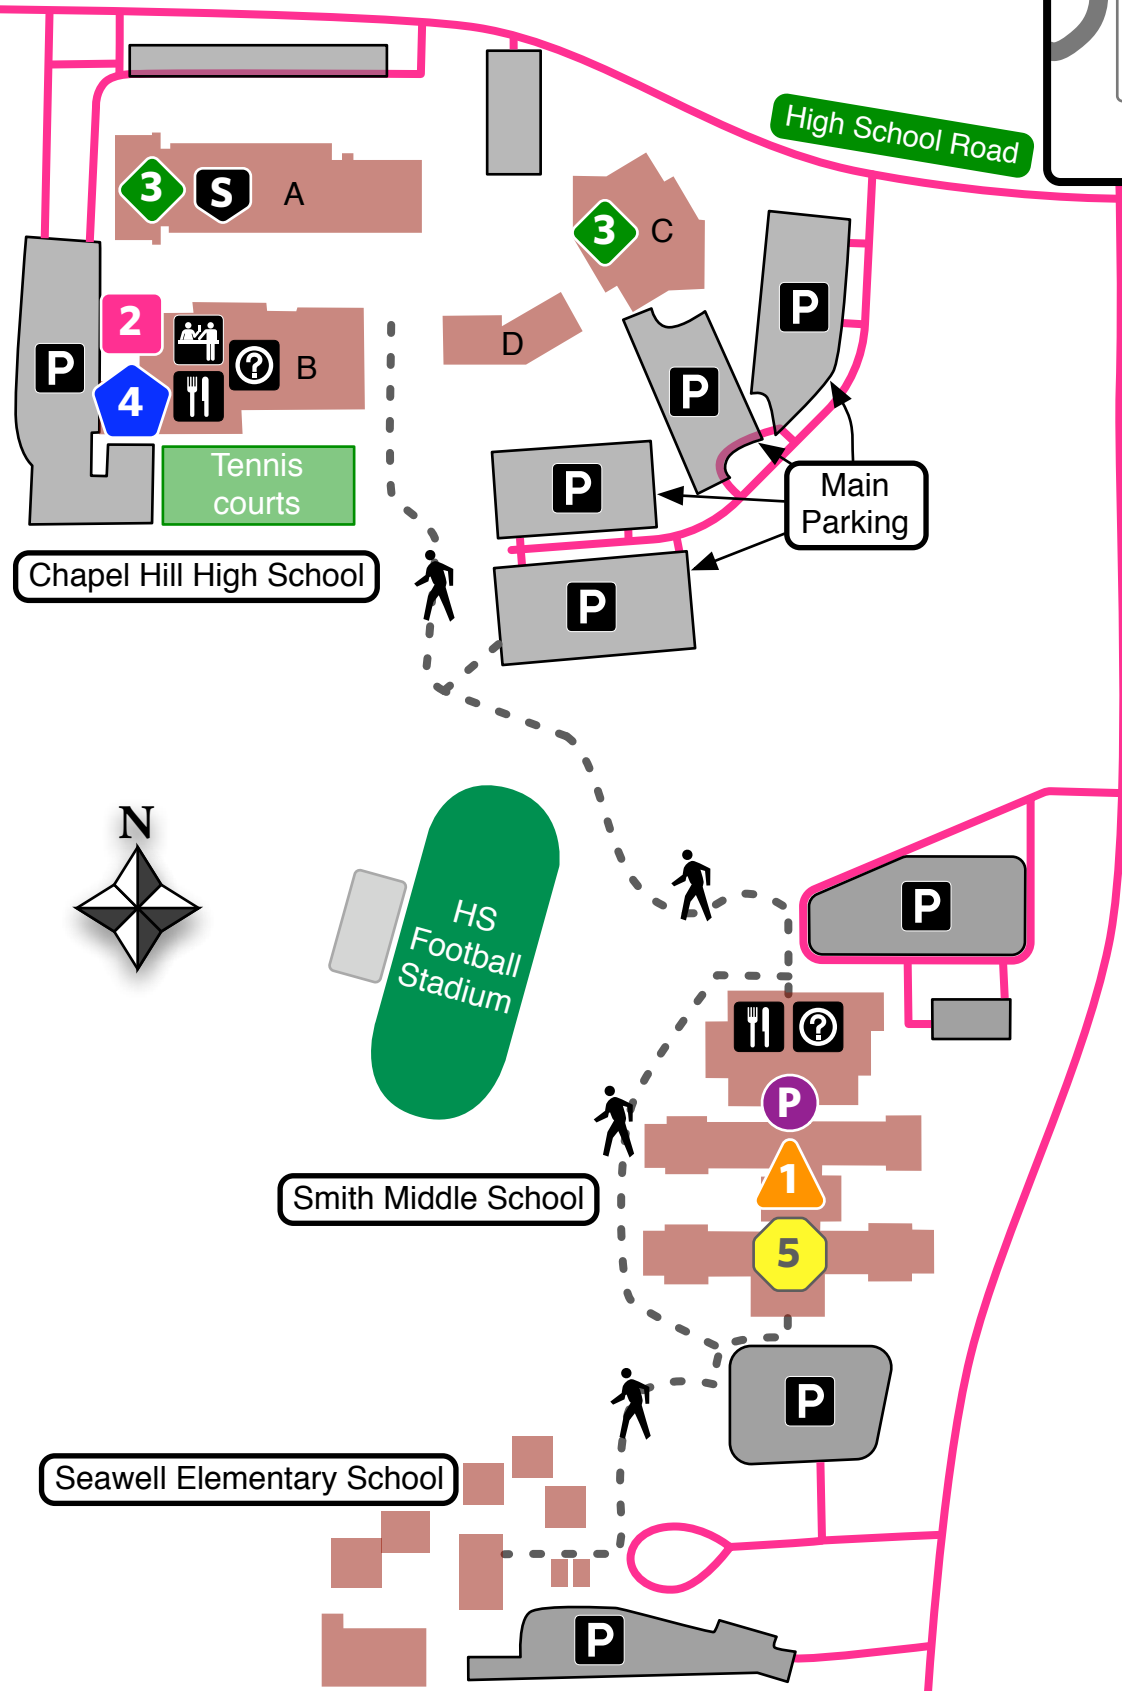 High School Road
3
S
A
3
C
P
2
B
D
P
P
4
P
Tennis
courts
P
Main
Parking
Chapel Hill High School
P
N
HS
Football
Stadium
P
?
?
P
1
Smith Middle School
5
P
Seawell Elementary School
P